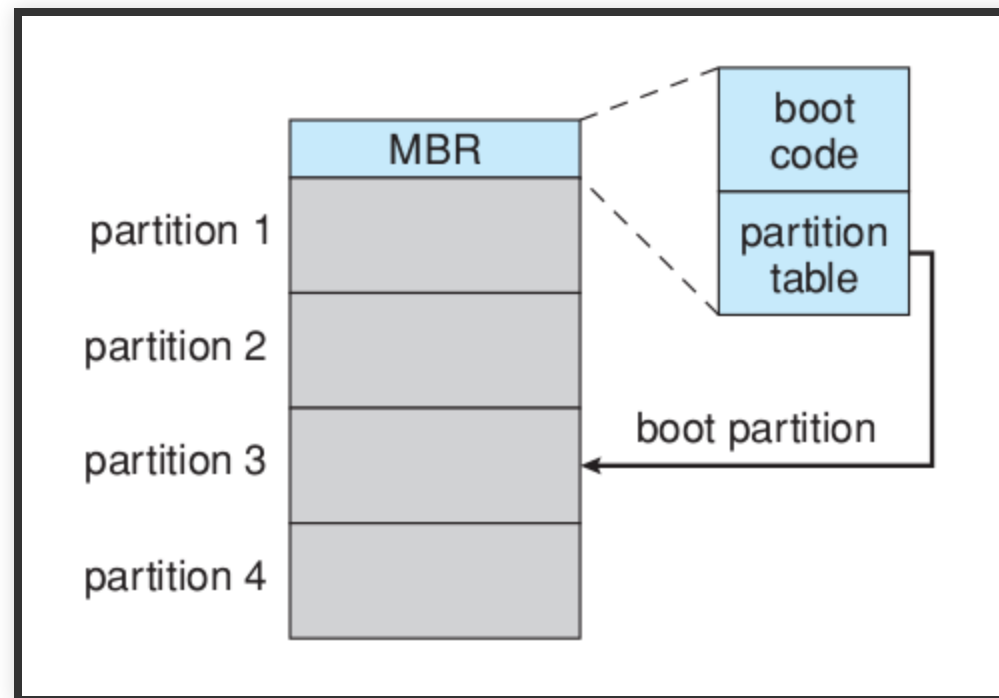 MBR
boot
code
partition
table
partition 1
partition 2
boot partition
partition 3
partition 4